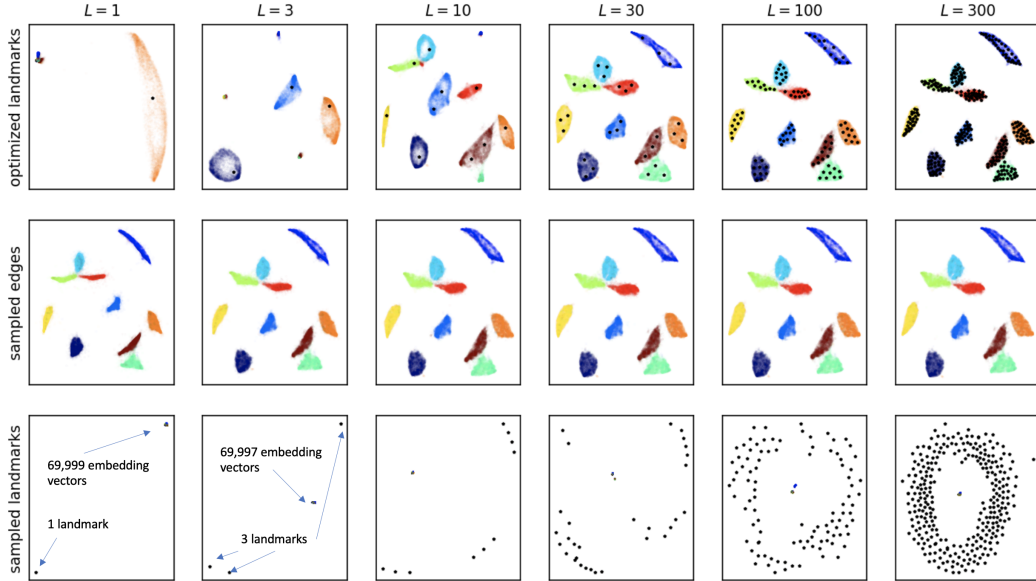 L = 1
L = 3
L = 10
L = 30
L = 100
L = 300
optimized landmarks
sampled edges
sampled landmarks
69,999 embedding
vectors
1 landmark
69,997 embedding
vectors
3 landmarks